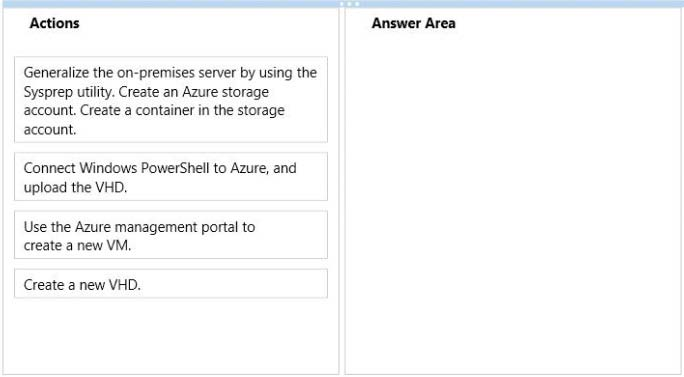 Actions
Answer Area
Generalize the on-premises server by using the
Sysprep utility. Create an Azure storage
account. Create a container in the storage
account.
Connect Windows PowerShell to Azure, and
upload the VHD.
Use the Azure management portal to
create a new VM.
Create a new VHD.